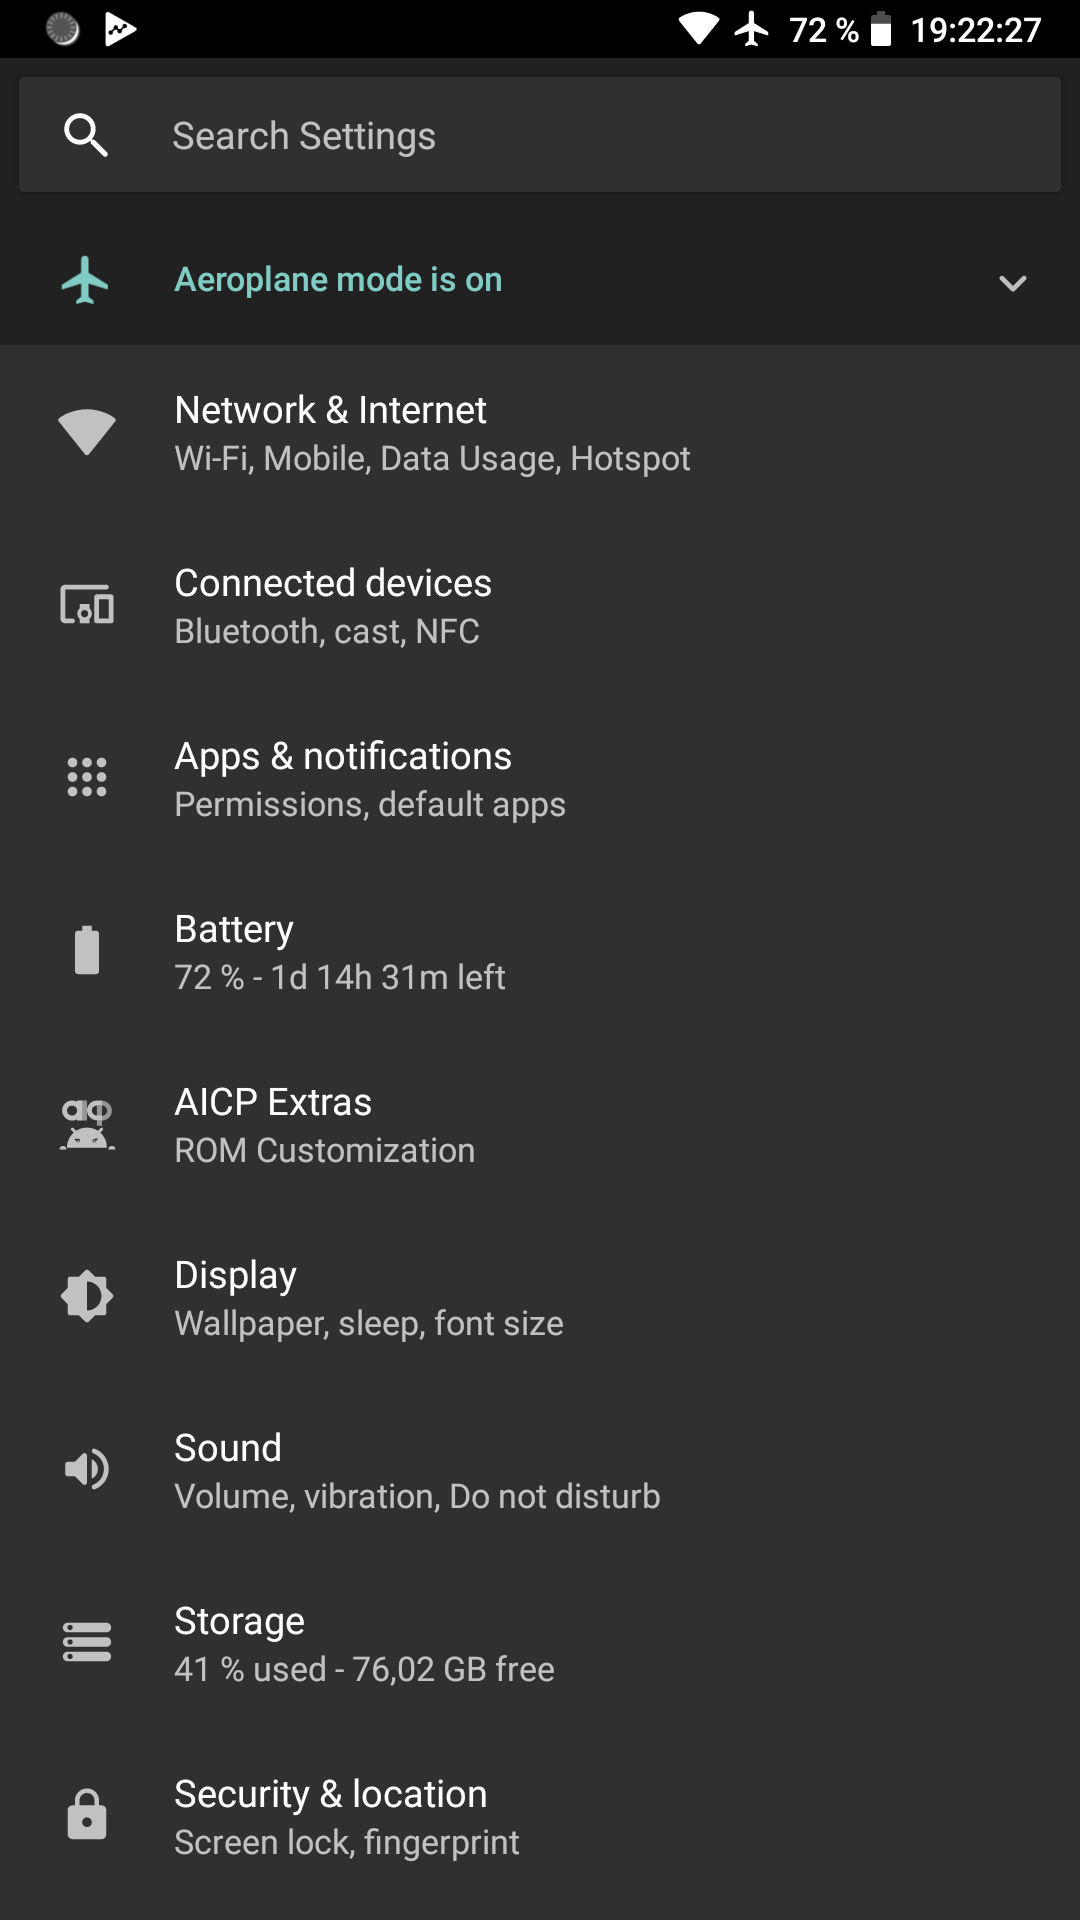 72 % 19:22:27
Search Settings
Aeroplane mode is on
Network & Internet
Wi-Fi, Mobile, Data Usage, Hotspot
Connected devices
Bluetooth, cast, NFC
Apps & notifications
Permissions, default apps
Battery
72 % - 1d 14h 31m left
AICP Extras
ROM Customization
Display
Wallpaper, sleep, font size
Sound
Volume, vibration, Do not disturb
Storage
41 % used - 76,02 GB free
Security & location
Screen lock, fingerprint